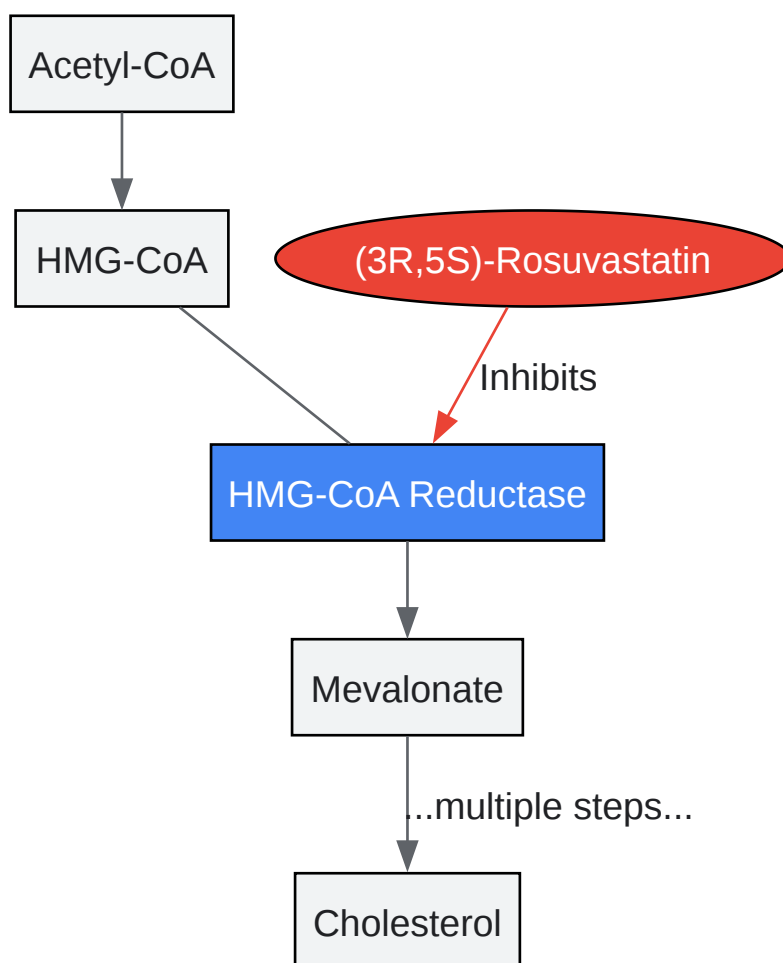 Acetyl-CoA
HMG-CoA
(3R,5S)-Rosuvastatin
Inhibits
HMG-CoA Reductase
Mevalonate
...multiple steps...
Cholesterol